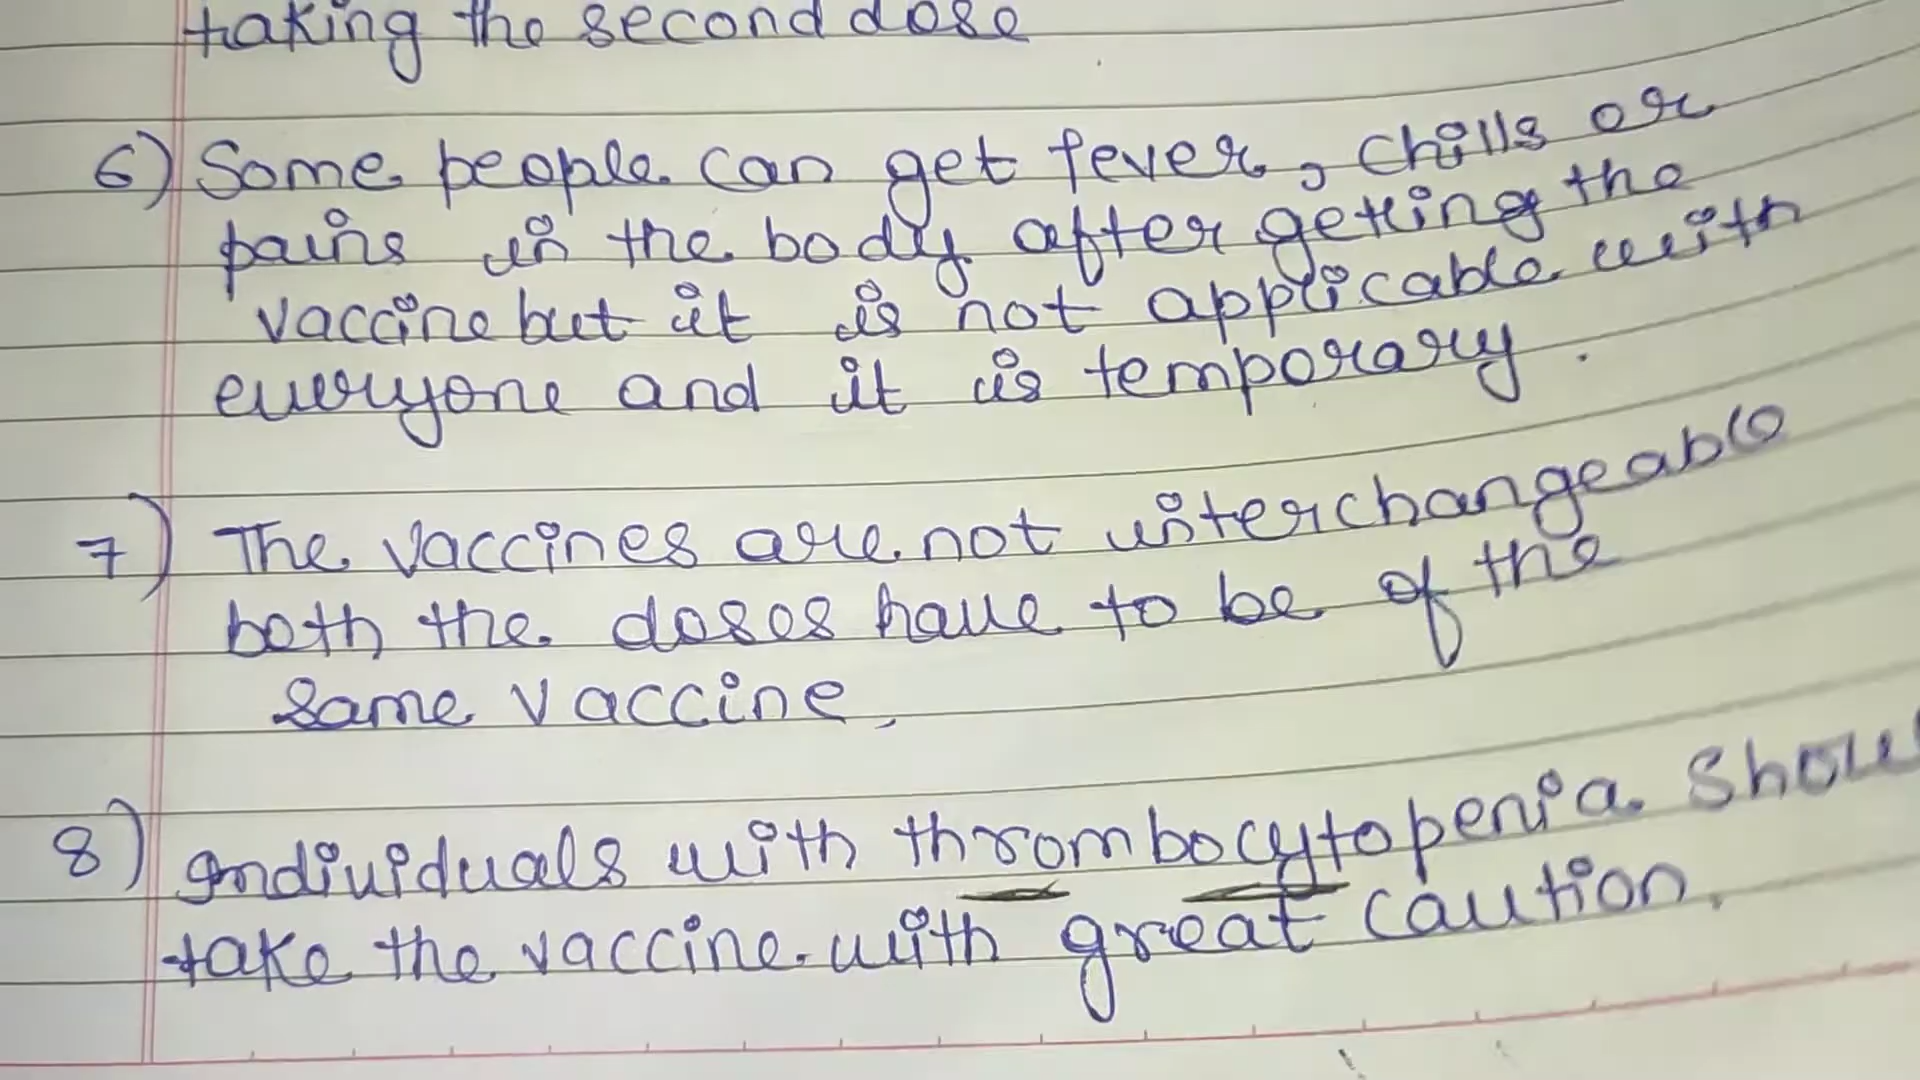 taking the second dose
6) Some people can get fever, chills or
pains in the body after getting the
vaccine but it is not applicable with
everyone and it is temporary.
7) The vaccines are not interchangeable
both the doses have to be of the
same vaccine,
8) Individuals with thrombocytopenia
take the vaccine with great caution.